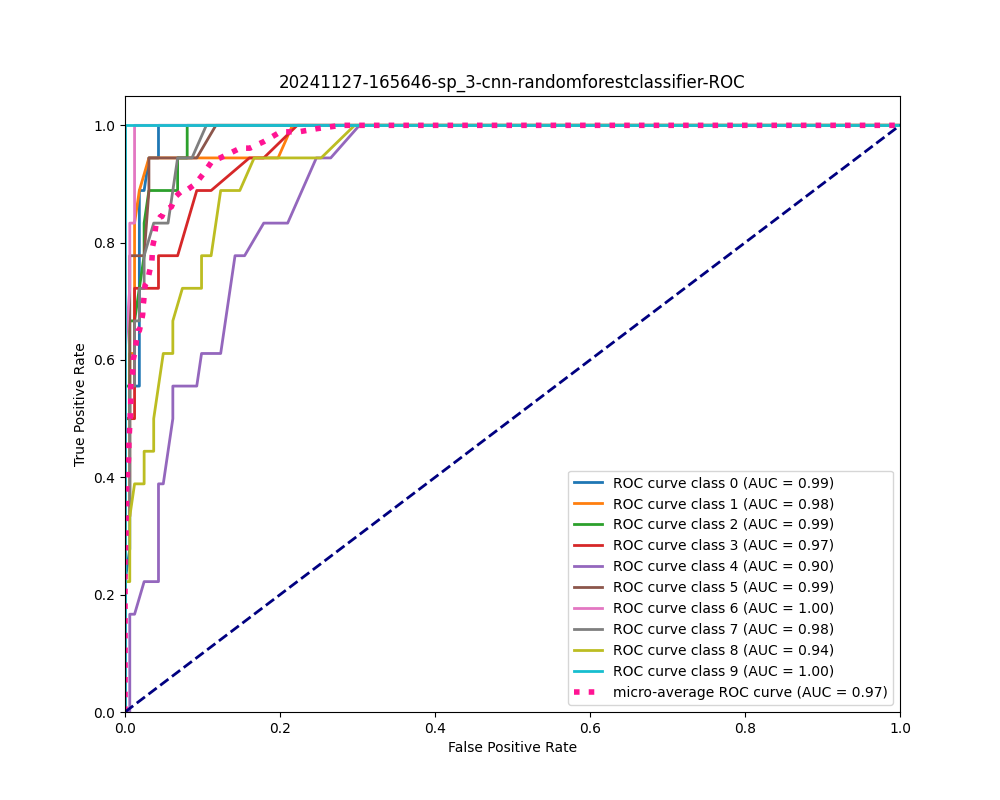 20241127-165646-sp_3-cnn-randomforestclassifier-ROC
True Positive Rate
1.0
0.8
0.6
0.4
0.2
0.0
ROC curve class 0 (AUC = 0.99)
ROC curve class 1 (AUC = 0.98)
ROC curve class 2 (AUC = 0.99)
ROC curve class 3 (AUC = 0.97)
ROC curve class 4 (AUC = 0.90)
ROC curve class 5 (AUC = 0.99)
ROC curve class 6 (AUC = 1.00)
ROC curve class 7 (AUC = 0.98)
ROC curve class 8 (AUC = 0.94)
ROC curve class 9 (AUC = 1.00)
micro-average ROC curve (AUC = 0.97)
0.0 0.2 0.4 0.6 0.8 1.0
False Positive Rate